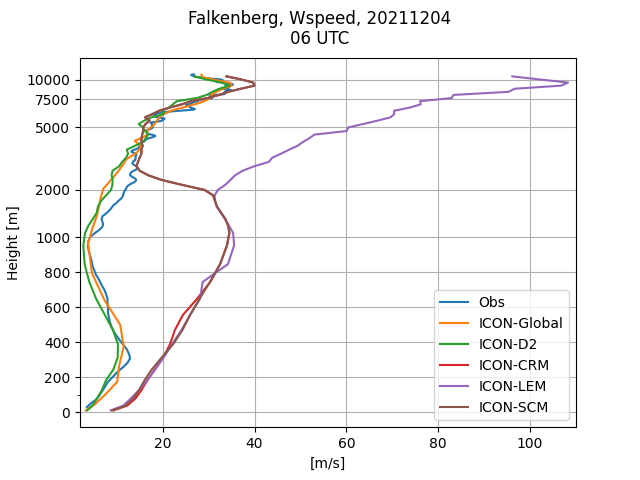 Falkenberg, Wspeed, 20211204
06 UTC
Height [m]
10000
7500
5000
2000
1000
800
600
400
200
0
20
40
60
80
100
[m/s]
Obs
ICON-Global
ICON-D2
ICON-CRM
ICON-LEM
ICON-SCM